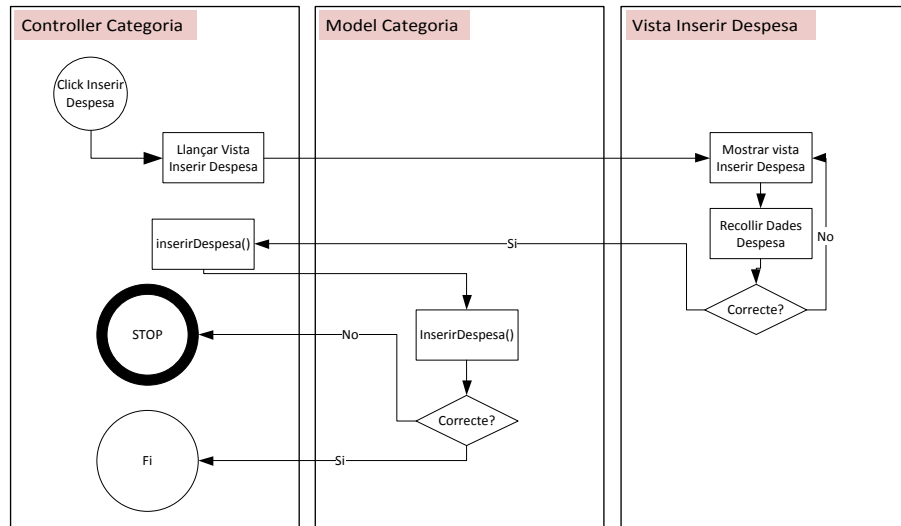 Controller Categoria
Model Categoria
Vista Inserir Despesa
Click Inserir
Despesa
Llançar Vista
Inserir Despesa
Mostrar vista
Inserir Despesa
Recollir Dades
Despesa
No
inserirDespesa()
Si
Correcte?
STOP
No
InserirDespesa()
Correcte?
Fi
Si